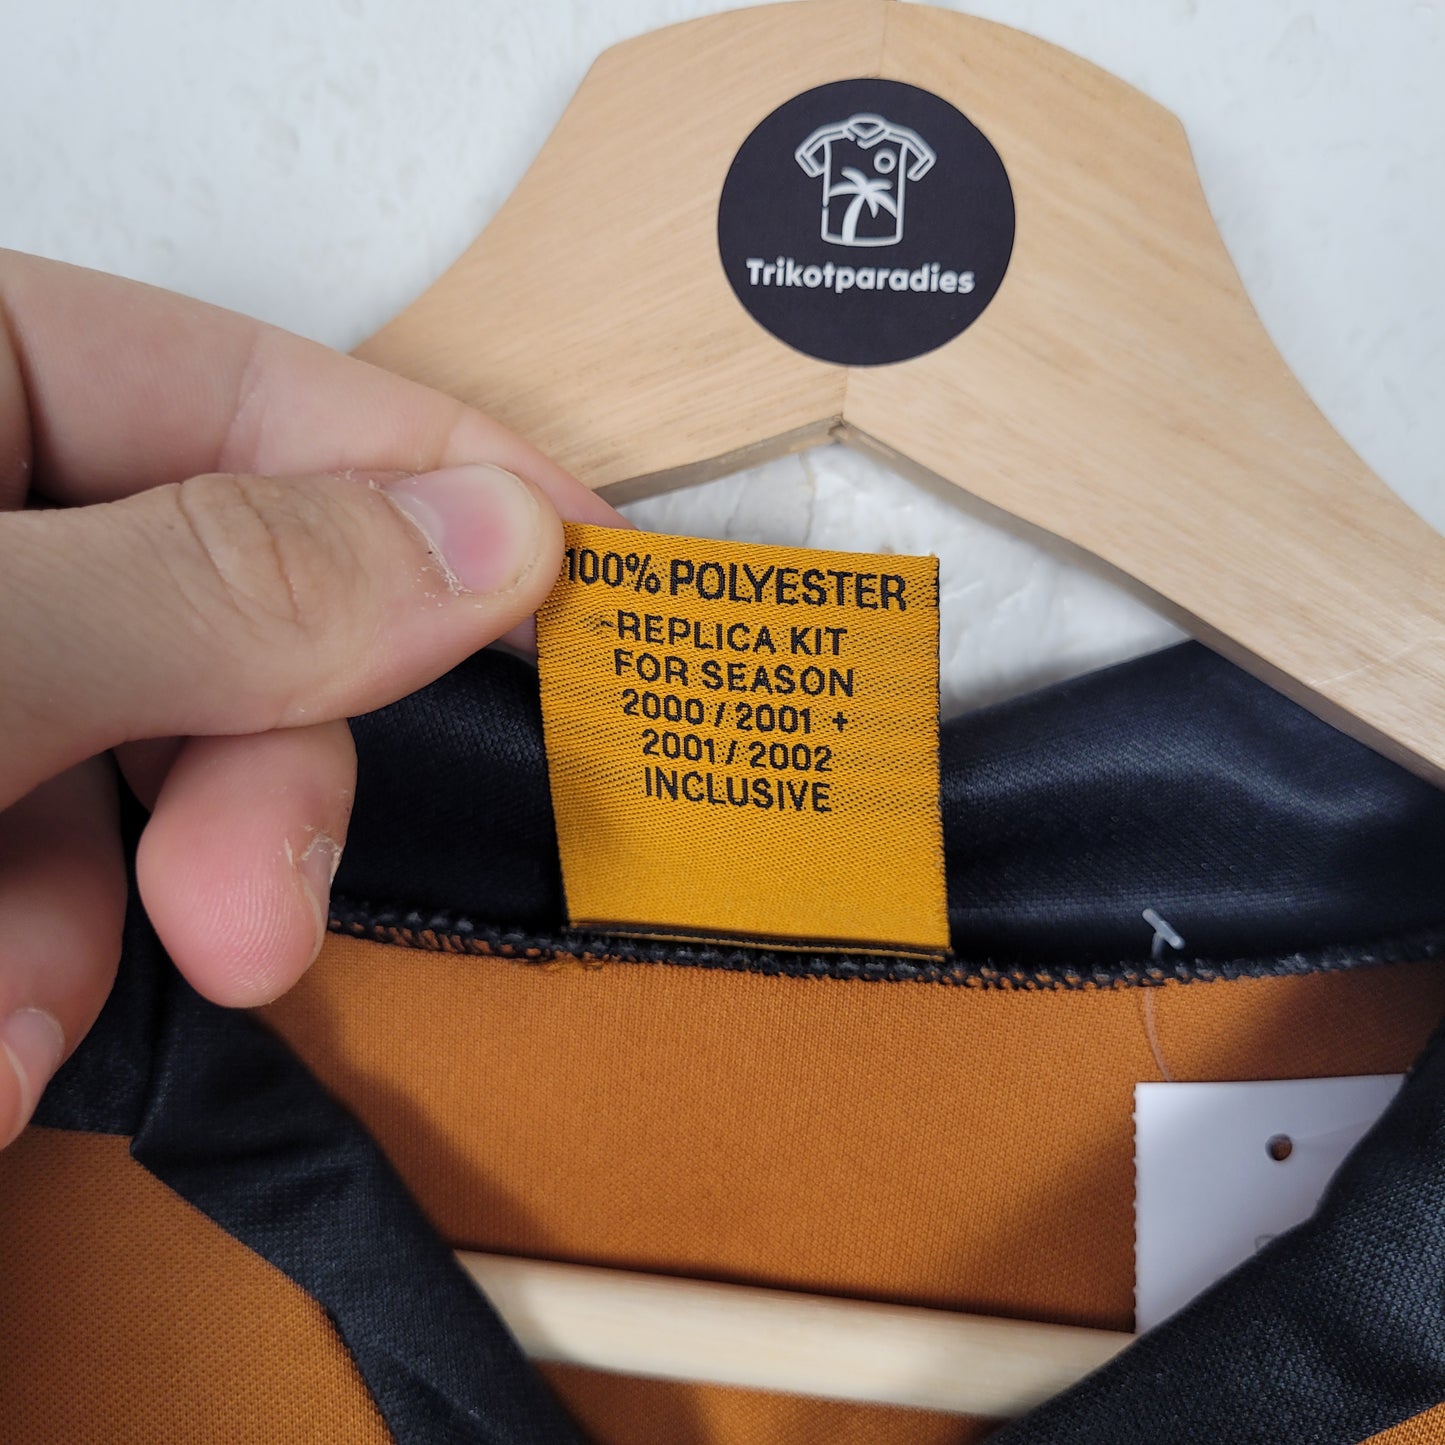 Trikotparadies
100% POLYESTER
-REPLICA KIT
FOR SEASON
2000 / 2001 +
2001 / 2002
INCLUSIVE